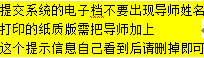 提交系统的电子档不要出现导师姓名
打印的纸质版需把导师加上
这个提示信息自己看到后请删掉即可